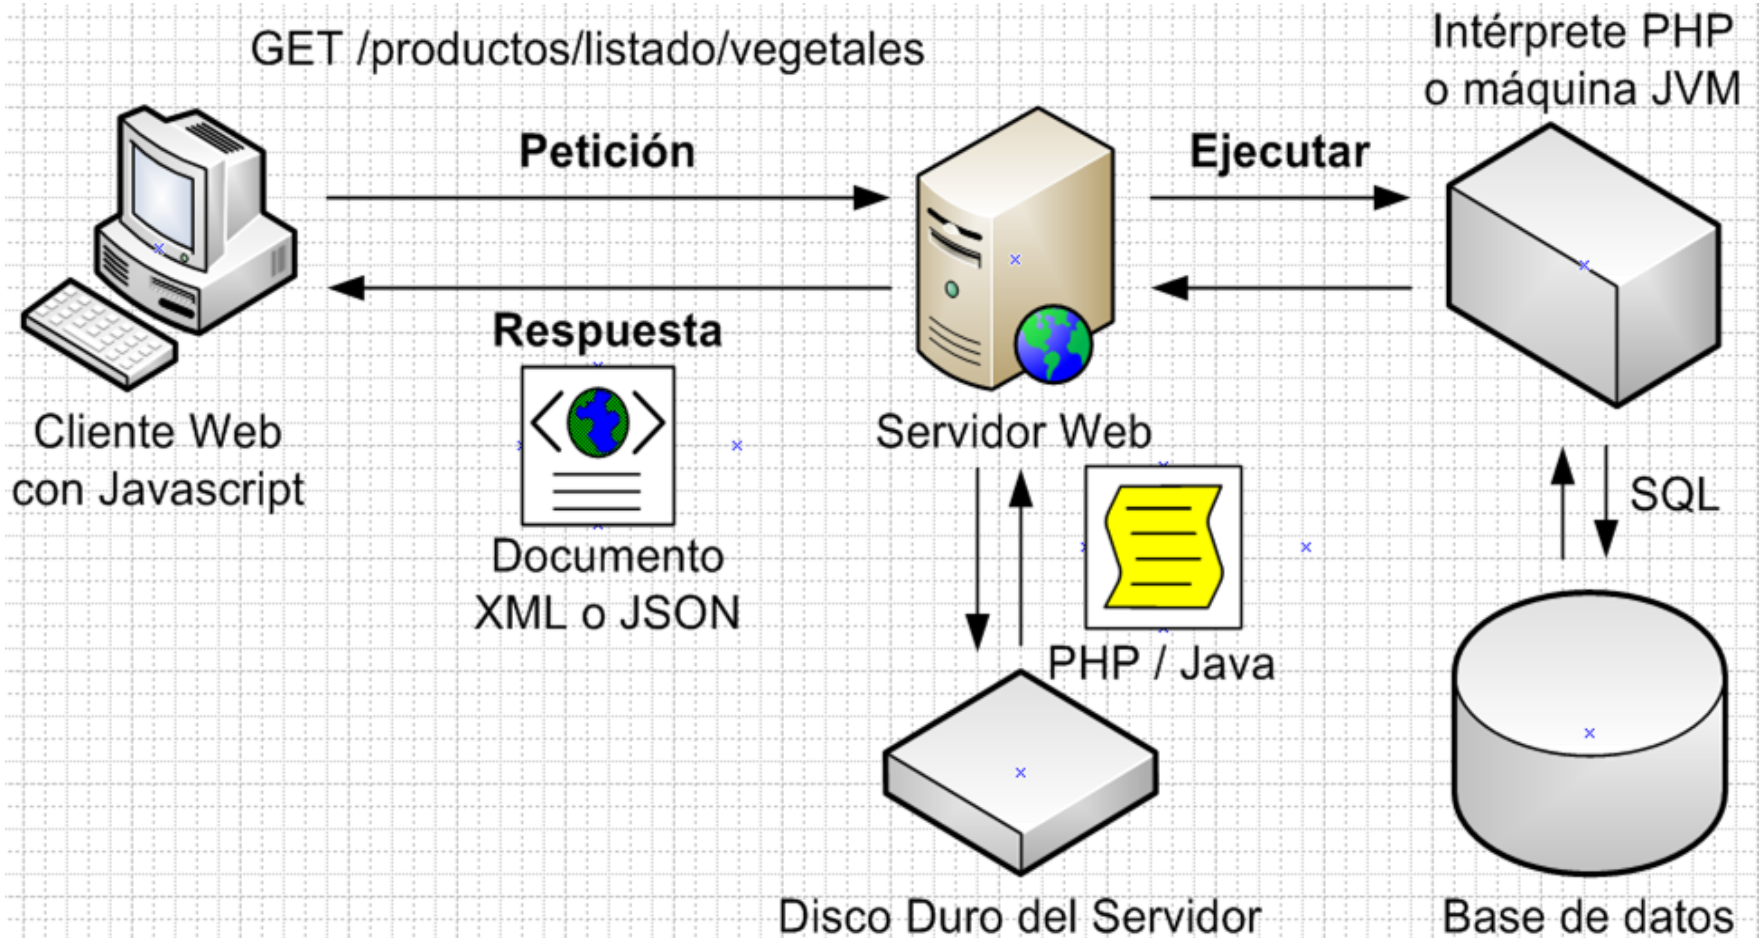 GET /productos/listado/vegetales
Intérprete PHP
o máquina JVM
Petición
Ejecutar
Respuesta
Cliente Web
con Javascript
Servidor Web
Documento
XML o JSON
SQL
PHP / Java
Disco Duro del Servidor
Base de datos